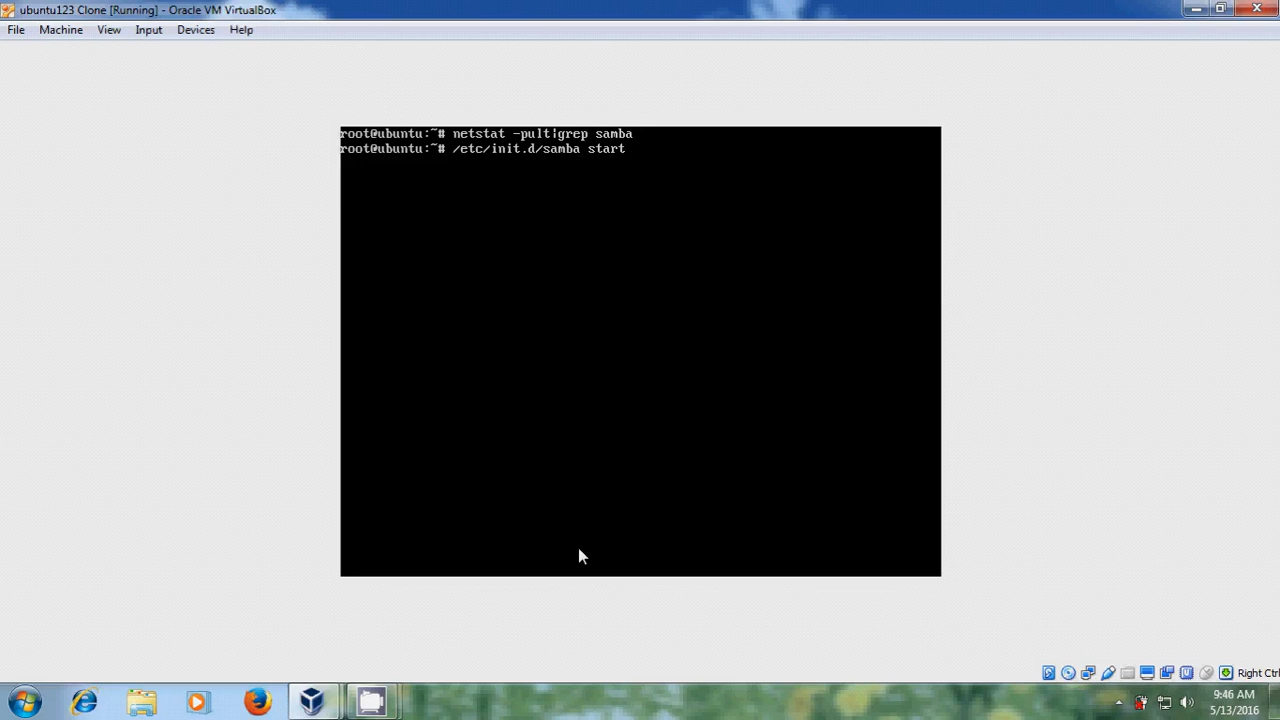 ubuntu123 Clone [Running] - Oracle VM VirtualBox
File Machine View Input Devices Help
root@ubuntu:~# netstat -pult|grep samba
root@ubuntu:~# /etc/init.d/samba start
Right Ctrl
9:46 AM
5/13/2016